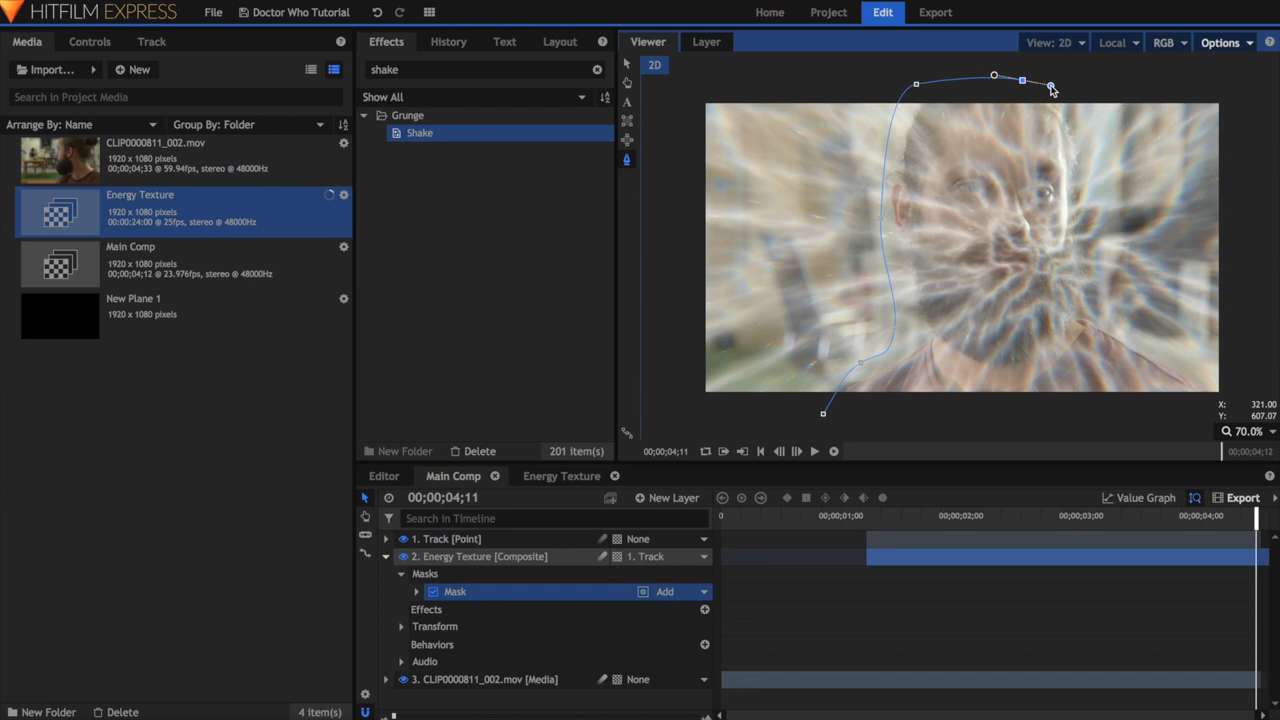 HITFILM EXPRESS
File
Doctor Who Tutorial
Home
Project
Edit
Export
Media
Controls
Track
Effects
History
Text
Layout
Viewer
Layer
View: 2D
Local
RGB
Options
Import...
New
shake
2D
Search in Project Media
Show All
Arrange By: Name
Group By: Folder
Grunge
Shake
CLIP0000811_002.mov
1920 x 1080 pixels
00;00;04;33 @ 59.94fps, stereo @ 48000Hz
Energy Texture
1920 x 1080 pixels
00:00:24:00 @ 25fps, stereo @ 48000Hz
Main Comp
1920 x 1080 pixels
00;00;04;12 @ 23.976fps, stereo @ 48000Hz
New Plane 1
1920 x 1080 pixels
X: 321.00
Y: 607.07
70.0%
New Folder
Delete
201 item(s)
00;00;04;11
00;00;04;12
Editor
Main Comp
Energy Texture
00;00;04;11
New Layer
Value Graph
Export
Search in Timeline
0
00;00;01;00
00;00;02;00
00;00;03;00
00;00;04;00
1. Track [Point]
None
2. Energy Texture [Composite]
1. Track
Masks
Mask
Add
Effects
Transform
Behaviors
Audio
3. CLIP0000811_002.mov [Media]
None
New Folder
Delete
4 item(s)